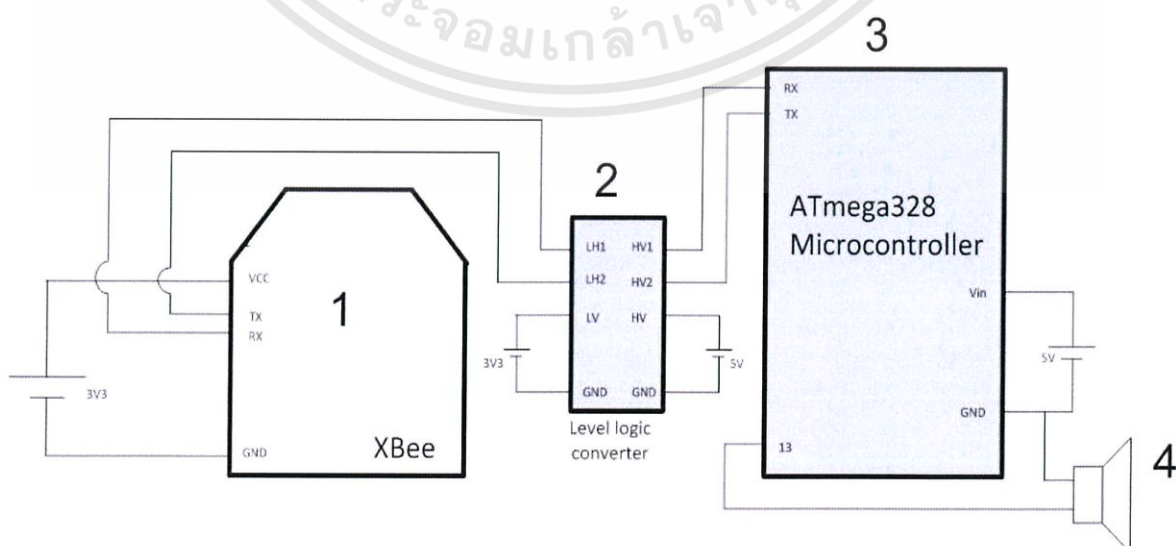 ระจอมเกล้าเจ้า
3
RX
TX
2
ATmega328
Microcontroller
LH1 HV1
LH2 HV2
LV HV
3V3
5V
GND GND
Level logic
converter
1
VCC
TX
RX
3V3
GND
XBee
Vin
5V
GND
13
4